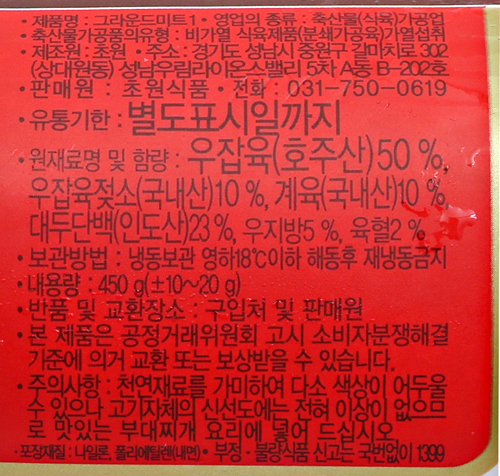 ·제품명 : 그라운드미트1 · 영업의 종류 : 축산물(식육)가공업
·축산물가공품의유형 : 비가열 식육제품(분쇄가공육)가열섭취
·제조원 : 초원 · 주소 : 경기도 성남시 중원구 갈마치로 302
(상대원동) 성남우림라이온스밸리 5차 A동 B-202호
·판매원 : 초원식품 · 전화 : 031-750-0619
·유통기한 : 별도표시일까지
·원재료명 및 함량 : 우잡육(호주산)50%,
우잡육젖소(국내산)10%, 계육(국내산)10%,
대두단백(인도산)23%, 우지방5%, 육혈2%
·보관방법 : 냉동보관 영하18℃이하 해동후 재냉동금지
·내용량 : 450 g(±10~20 g)
·반품 및 교환장소 : 구입처 및 판매원
·본 제품은 공정거래위원회 고시 소비자분쟁해결
기준에 의거 교환 또는 보상받을 수 있습니다.
·주의사항 : 천연재료를 가미하여 다소 색상이 어두울
수 있으나 고기자체의 신선도에는 전혀 이상이 없으므
로 맛있는 부대찌개 요리에 넣어 드십시오
·포장재질 : 나일론, 폴리에틸렌(내면) · 부정·불량식품 신고는 국번없이 1399